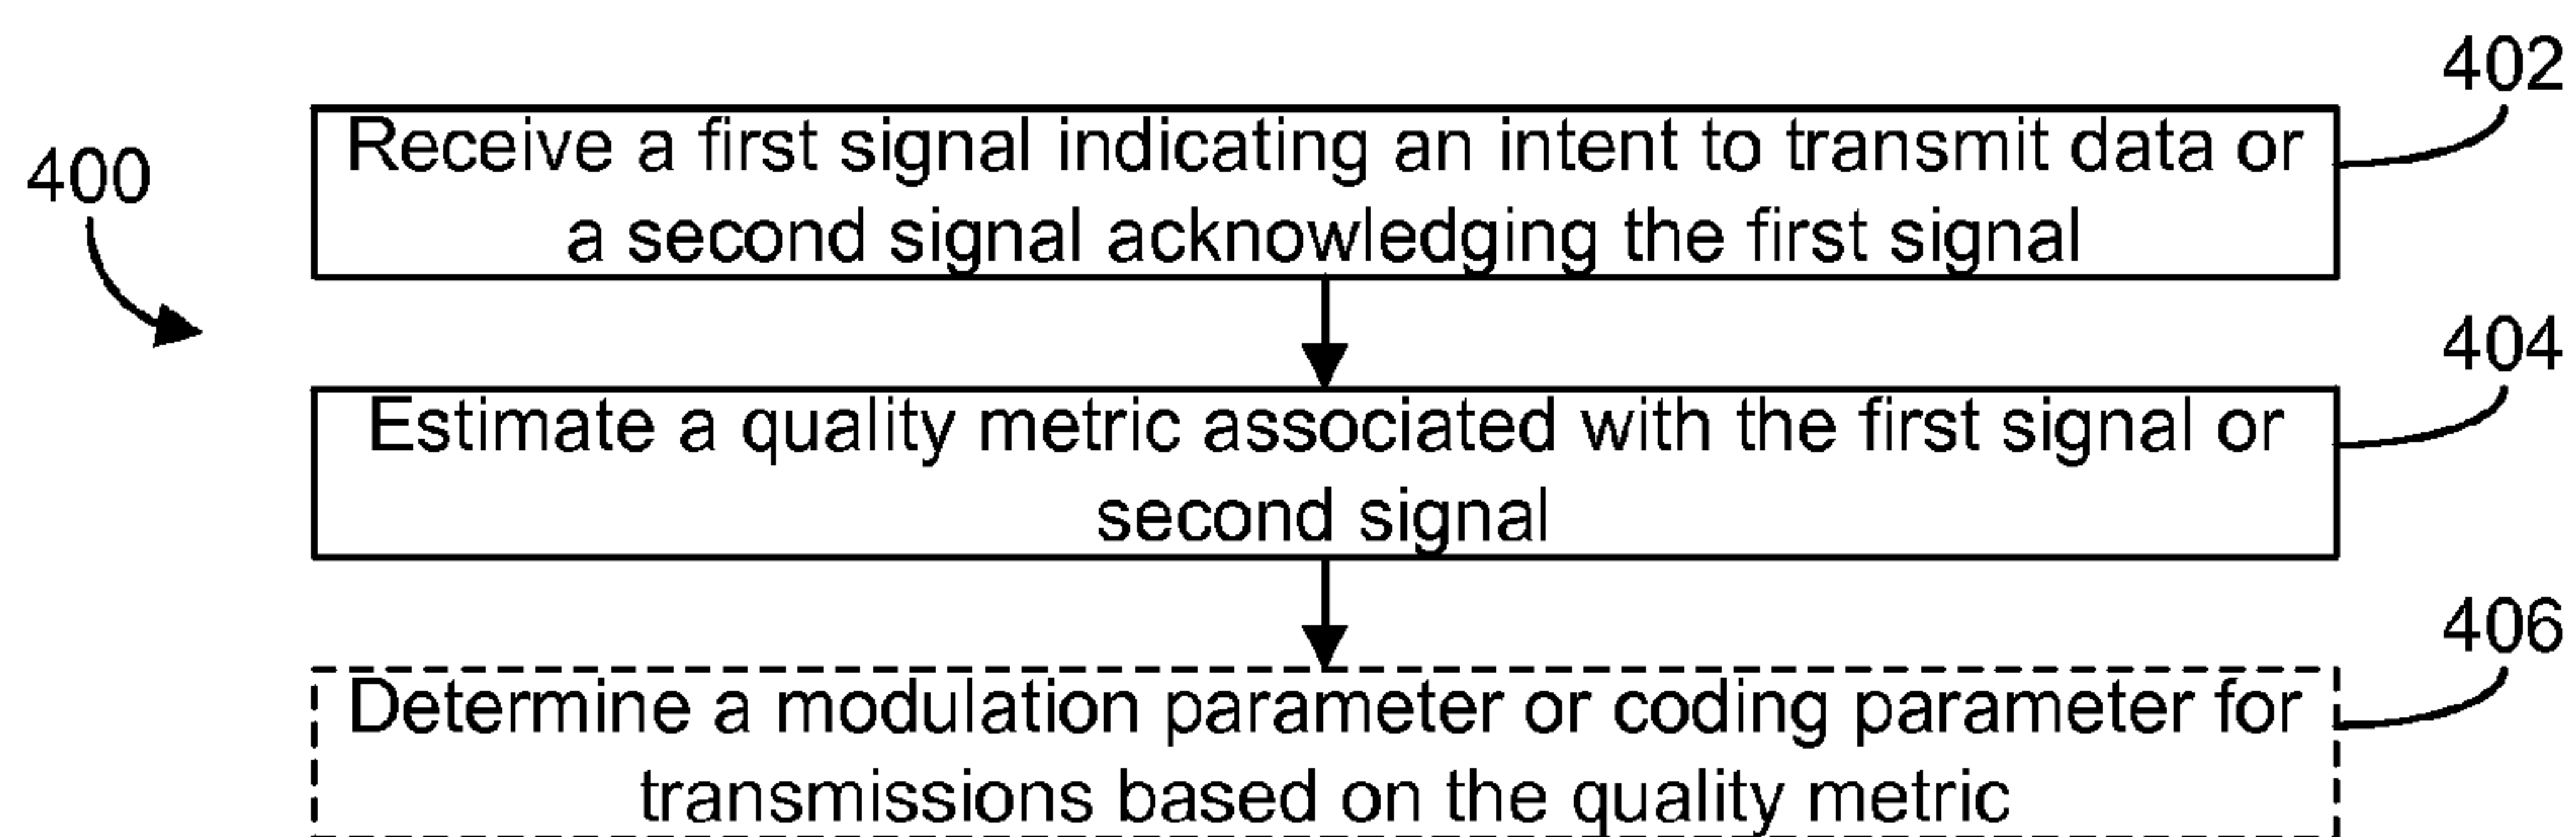 402
Receive a first signal indicating an intent to transmit data or
a second signal acknowledging the first signal
400
404
Estimate a quality metric associated with the first signal or
second signal
406
Determine a modulation parameter or coding parameter for
transmissions based on the quality metric